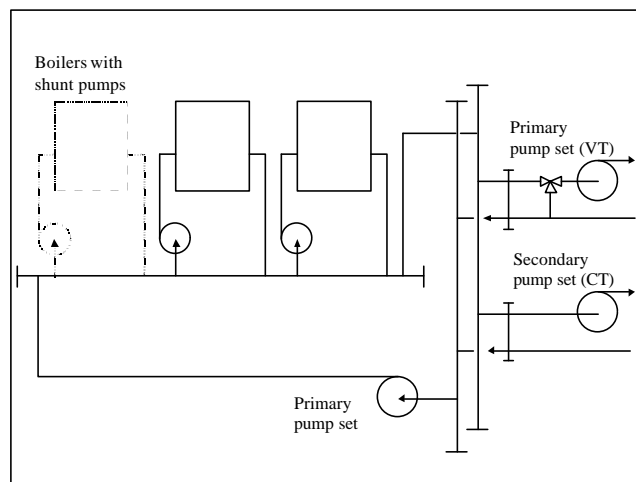 Boilers with
shunt pumps
Primary
pump set (VT)
Secondary
pump set (CT)
Primary
pump set